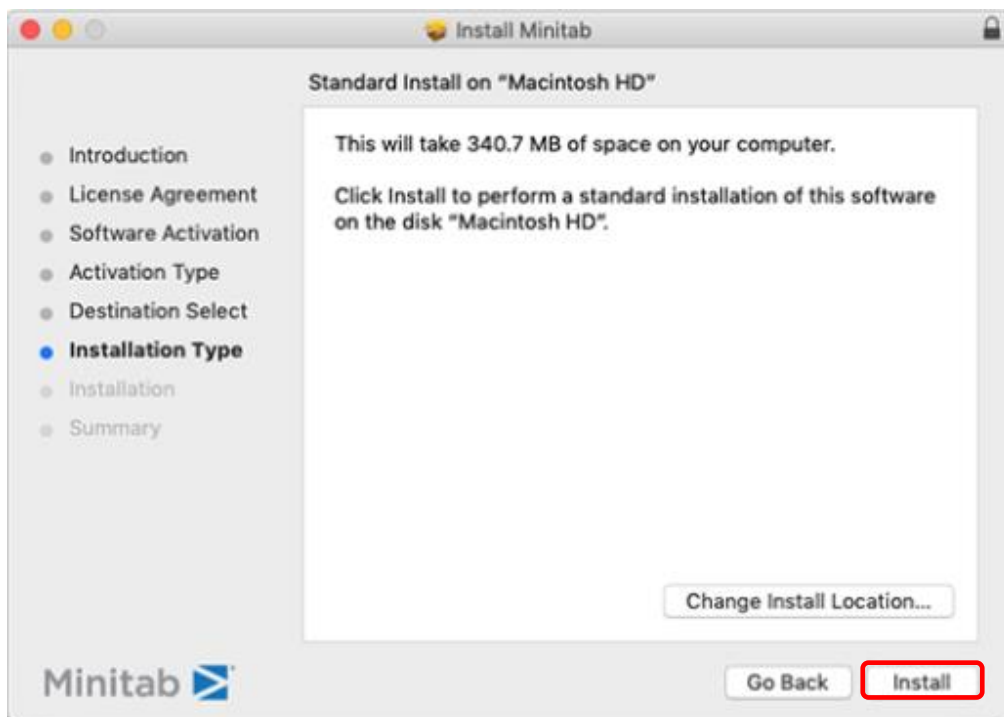 Install Minitab
Standard Install on "Macintosh HD"
Introduction
License Agreement
Software Activation
Activation Type
Destination Select
Installation Type
Installation
Summary
This will take 340.7 MB of space on your computer.
Click Install to perform a standard installation of this software
on the disk "Macintosh HD".
Change Install Location...
Minitab
Go Back
Install